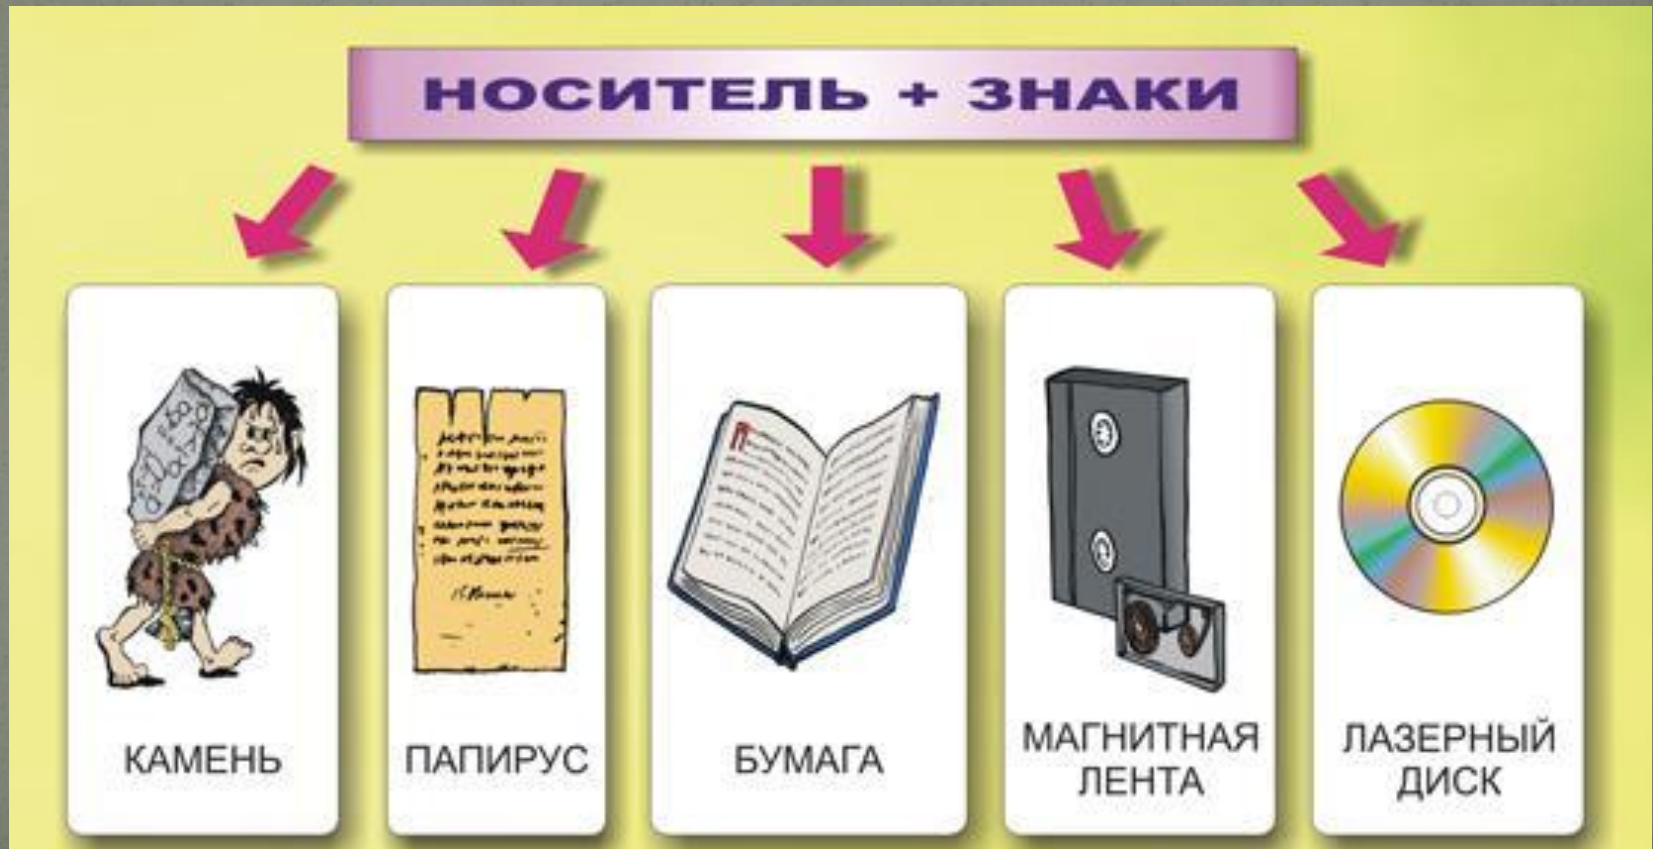 НОСИТЕЛЬ + ЗНАКИ
КАМЕНЬ
ПАПИРУС
БУМАГА
МАГНИТНАЯ
ЛЕНТА
ЛАЗЕРНЫЙ
ДИСК